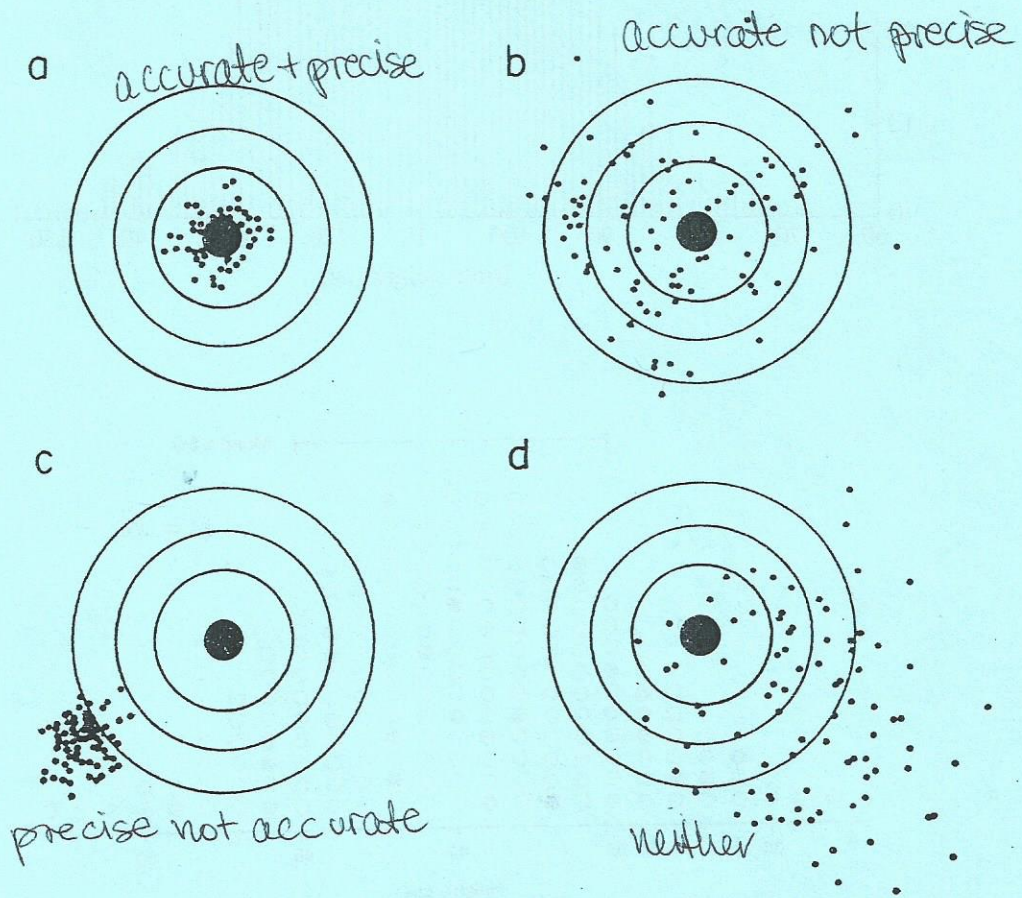 a
accurate + precise
b
accurate not precise
c
precise not accurate
d
neither